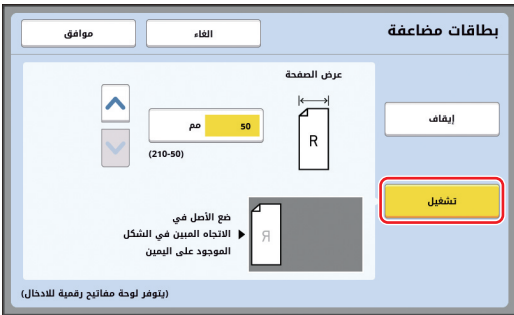 بطاقات مضاعفة
الغاء
موافق
إيقاف
تشغيل
عرض الصفحة
R
50 مم
(210-50)
ضع الأصل في
الاتجاه المبين في الشكل
الموجود على اليمين
R
(يتوفر لوحة مفاتيح رقمية للادخال)